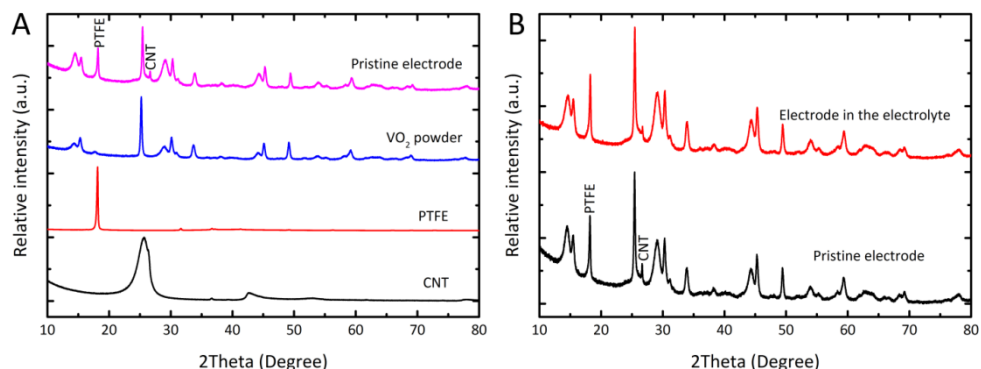 A
Relative intensity (a.u.)
PTFE
CNT
Pristine electrode
VO₂ powder
PTFE
CNT
10 20 30 40 50 60 70 80
2Theta (Degree)
B
Relative intensity (a.u.)
Electrode in the electrolyte
PTFE
CNT
Pristine electrode
10 20 30 40 50 60 70 80
2Theta (Degree)